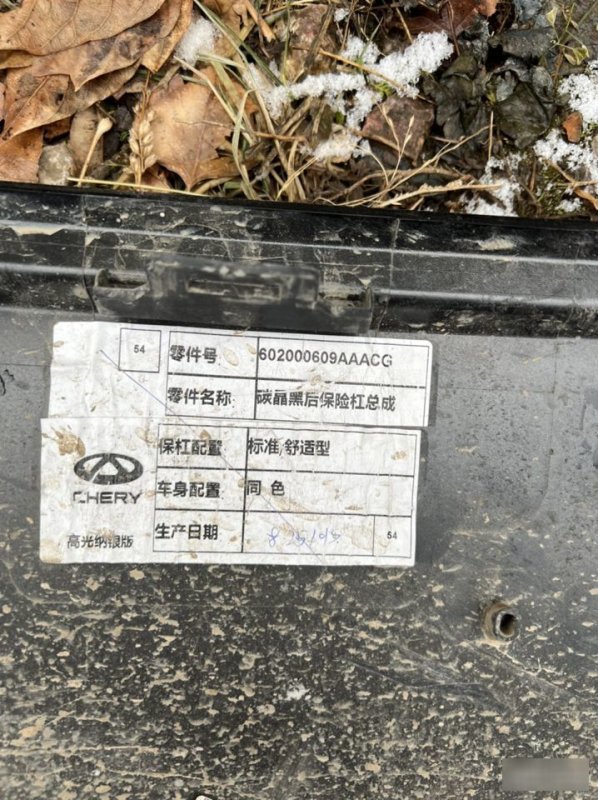 54
零件号 602000609AAACG
零件名称 碳晶黑后保险杠总成
CHERY
高光纳银版
保杠配置 标准/舒适型
车身配置 同色
生产日期
54